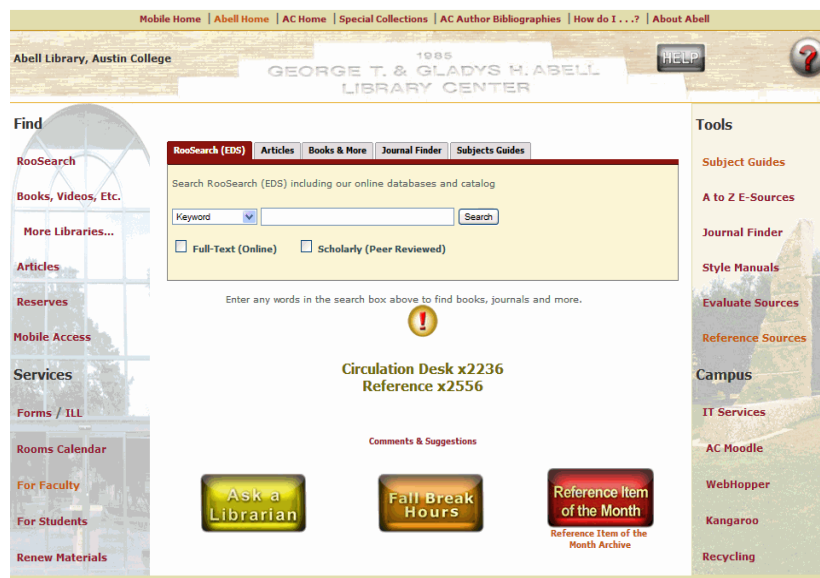 Mobile Home | Abell Home | AC Home | Special Collections | AC Author Bibliographies | How do I . . .? | About Abell
Abell Library, Austin College
1985
GEORGE T. & GLADYS H. ABELL
LIBRARY CENTER
HELP
?
Find
RooSearch
Books, Videos, Etc.
More Libraries...
Articles
Reserves
Mobile Access
Services
Forms / ILL
Rooms Calendar
For Faculty
For Students
Renew Materials
RooSearch (EDS)
Articles
Books & More
Journal Finder
Subjects Guides
Search RooSearch (EDS) including our online databases and catalog
Keyword
Search
Full-Text (Online)
Scholarly (Peer Reviewed)
Enter any words in the search box above to find books, journals and more.
!
Circulation Desk x2236
Reference x2556
Comments & Suggestions
Ask a
Librarian
Fall Break
Hours
Reference Item
of the Month
Reference Item of the
Month Archive
Tools
Subject Guides
A to Z E-Sources
Journal Finder
Style Manuals
Evaluate Sources
Reference Sources
Campus
IT Services
AC Moodle
WebHopper
Kangaroo
Recycling